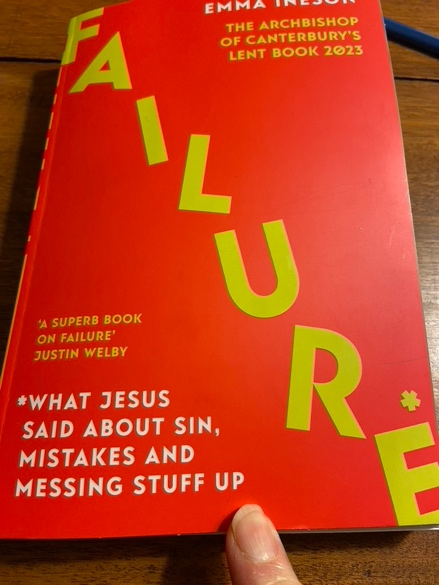 EMMA INESON
THE ARCHBISHOP
OF CANTERBURY'S
LENT BOOK 2023
FAILURE*
'A SUPERB BOOK
ON FAILURE'
JUSTIN WELBY
*WHAT JESUS
SAID ABOUT SIN,
MISTAKES AND
MESSING STUFF UP